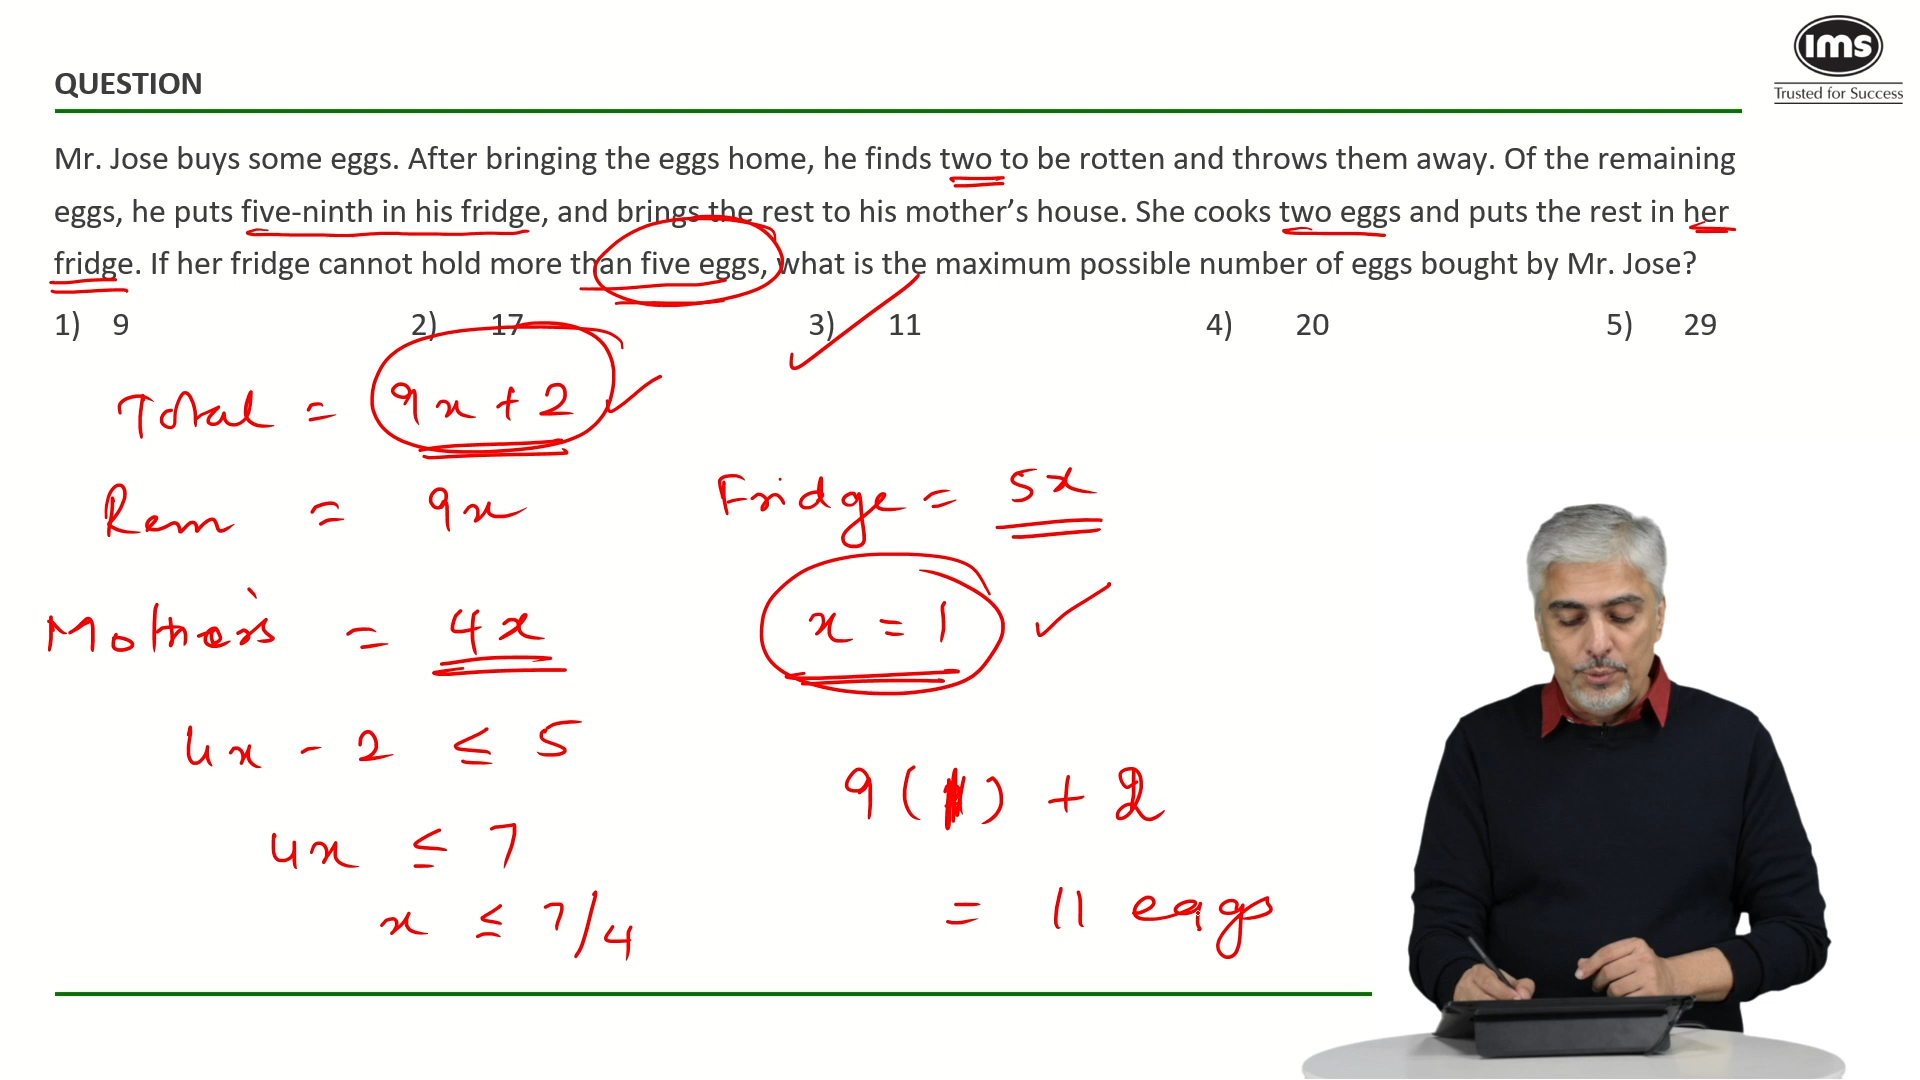 ims
Trusted for Success
QUESTION
Mr. Jose buys some eggs. After bringing the eggs home, he finds two to be rotten and throws them away. Of the remaining
eggs, he puts five-ninth in his fridge, and brings the rest to his mother’s house. She cooks two eggs and puts the rest in her
fridge. If her fridge cannot hold more than five eggs, what is the maximum possible number of eggs bought by Mr. Jose?
1) 9 2) 17 3) 11 4) 20 5) 29
Total = 9x + 2
Rem = 9x
Fridge = 5x
Mother's = 4x
x = 1
4x - 2 ≤ 5
9(1) + 2
4x ≤ 7
x ≤ 7/4
= 11 eggs